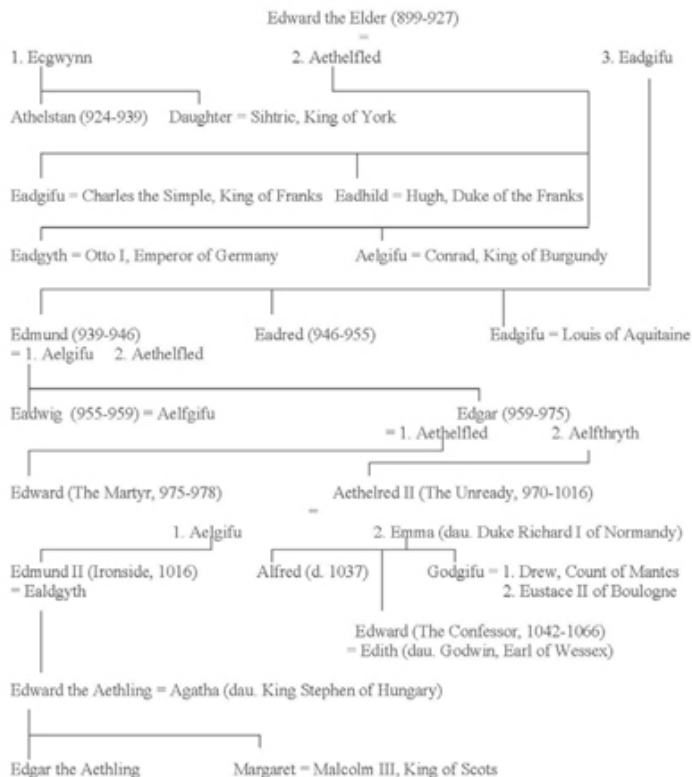 Edward the Elder (899-927)
=
1. Ecgwynn 2. Aethelfled 3. Eadgifu
Athelstan (924-939) Daughter = Sihtric, King of York
Eadgifu = Charles the Simple, King of Franks Eadhild = Hugh, Duke of the Franks
Eadgyth = Otto I, Emperor of Germany Aelgifu = Conrad, King of Burgundy
Edmund (939-946) Eadred (946-955) Eadgifu = Louis of Aquitaine
= 1. Aelgifu 2. Aethelfled
Eadwig (955-959) = Aelfgifu Edgar (959-975)
= 1. Aethelfled 2. Aelfthryth
Edward (The Martyr, 975-978) Aethelred II (The Unready, 970-1016)
=
1. Aelgifu 2. Emma (dau. Duke Richard I of Normandy)
Edmund II (Ironside, 1016) Alfred (d. 1037) Godgifu = 1. Drew, Count of Mantes
= Ealdgyth 2. Eustace II of Boulogne
Edward (The Confessor, 1042-1066)
= Edith (dau. Godwin, Earl of Wessex)
Edward the Aethling = Agatha (dau. King Stephen of Hungary)
Edgar the Aethling Margaret = Malcolm III, King of Scots